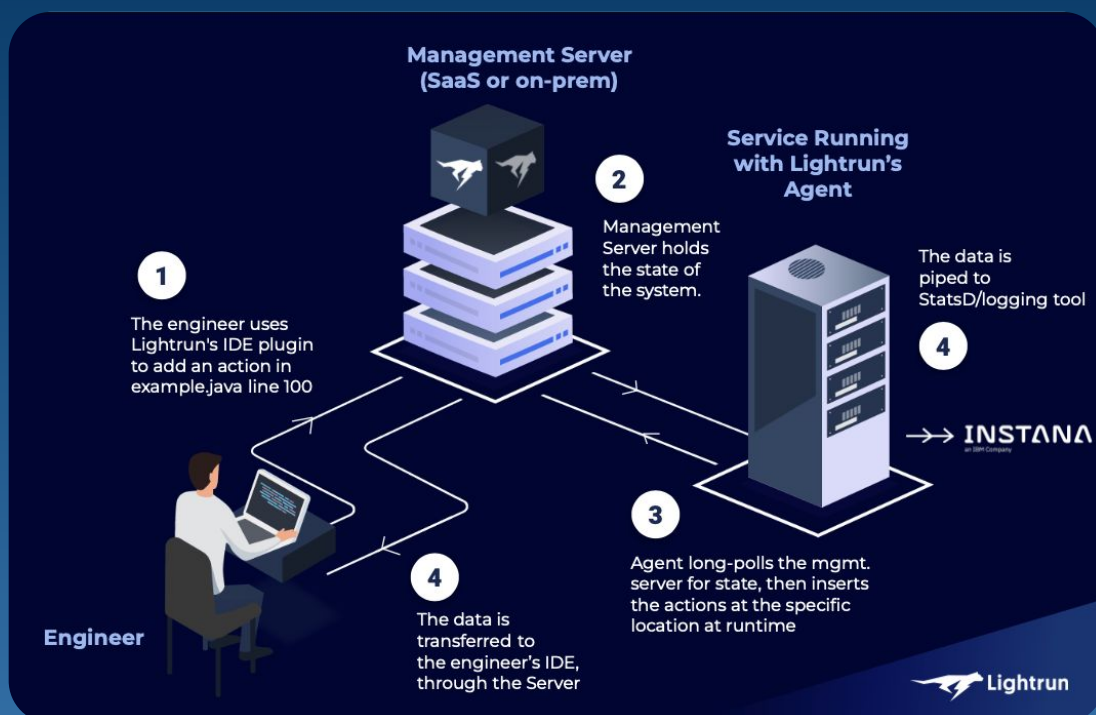 Management Server
(SaaS or on-prem)
Service Running
with Lightrun's
Agent
1
The engineer uses
Lightrun's IDE plugin
to add an action in
example.java line 100
2
Management
Server holds
the state of
the system.
The data is
piped to
StatsD/logging tool
4
INSTANA
an IBM Company
3
Agent long-polls the mgmt.
server for state, then inserts
the actions at the specific
location at runtime
4
The data is
transferred to
the engineer's IDE,
through the Server
Engineer
Lightrun